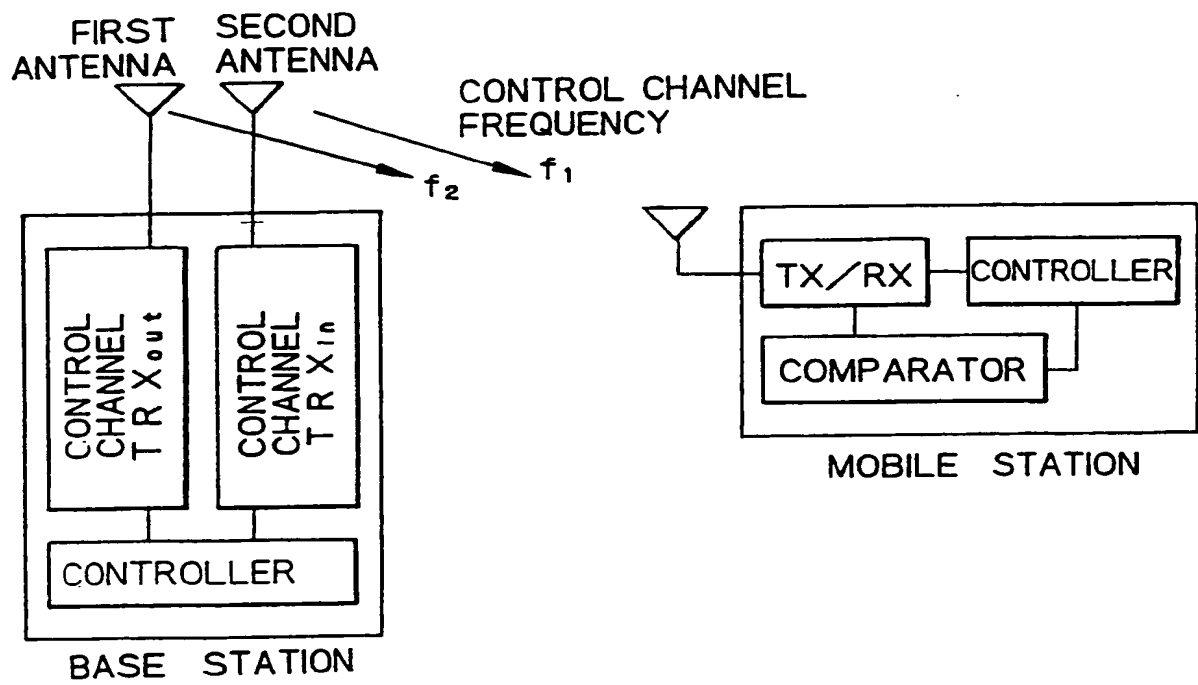 FIRST
ANTENNA
SECOND
ANTENNA
CONTROL CHANNEL
FREQUENCY
f2
f1
CONTROL
CHANNEL
TRXout
CONTROL
CHANNEL
TRXin
CONTROLLER
BASE STATION
TX/RX
CONTROLLER
COMPARATOR
MOBILE STATION